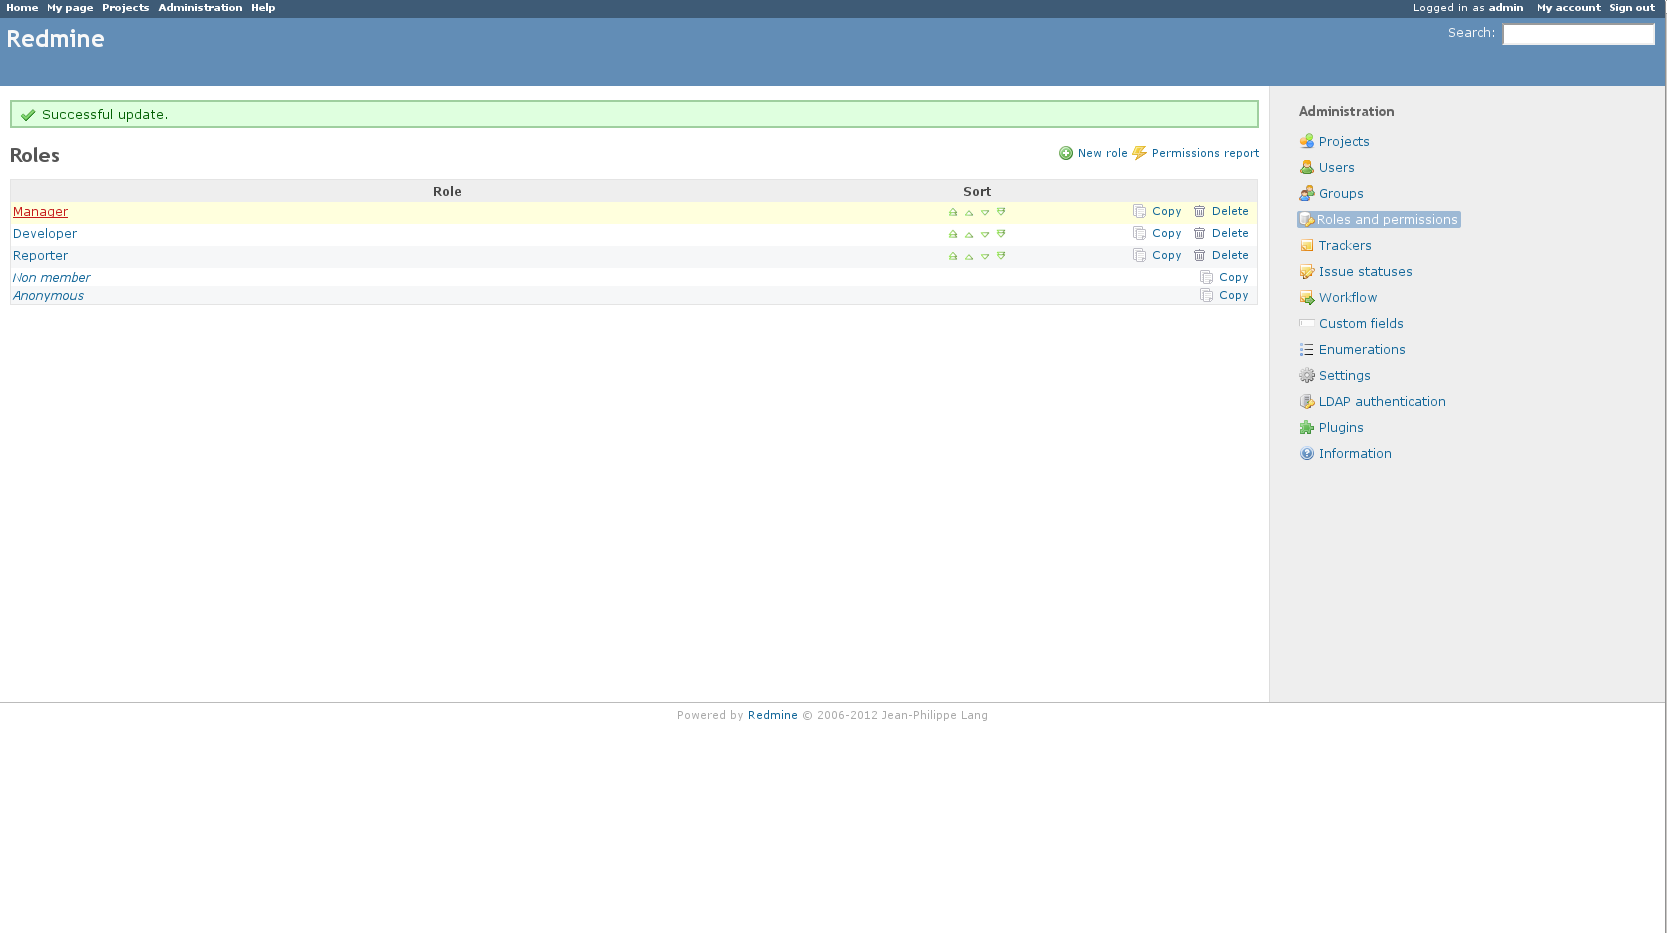 Home My page Projects Administration Help
Logged in as admin My account Sign out
Redmine
Search:
Successful update.
Roles
New role Permissions report
Role Sort
Manager Copy Delete
Developer Copy Delete
Reporter Copy Delete
Non member Copy
Anonymous Copy
Administration
Projects
Users
Groups
Roles and permissions
Trackers
Issue statuses
Workflow
Custom fields
Enumerations
Settings
LDAP authentication
Plugins
Information
Powered by Redmine © 2006-2012 Jean-Philippe Lang